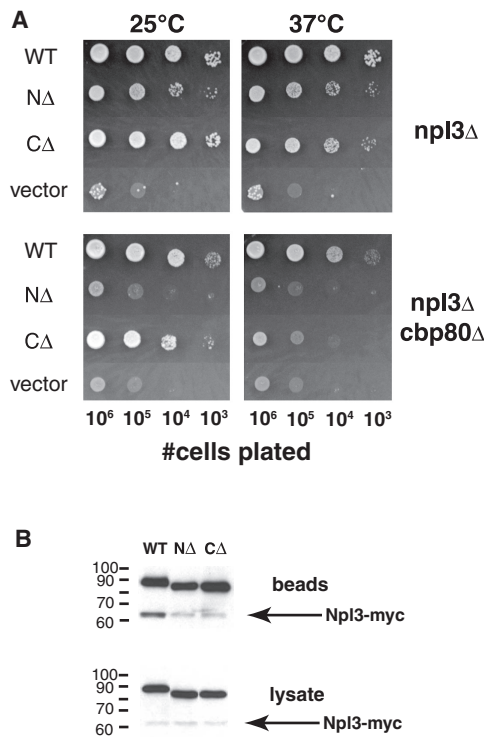 A
25°C 37°C
WT
NΔ
CΔ
vector
npl3Δ
WT
NΔ
CΔ
vector
npl3Δ
cbp80Δ
10⁶ 10⁵ 10⁴ 10³ 10⁶ 10⁵ 10⁴ 10³
#cells plated
B
WT NΔ CΔ
100
90
70
60
beads
Npl3-myc
100
90
70
60
lysate
Npl3-myc